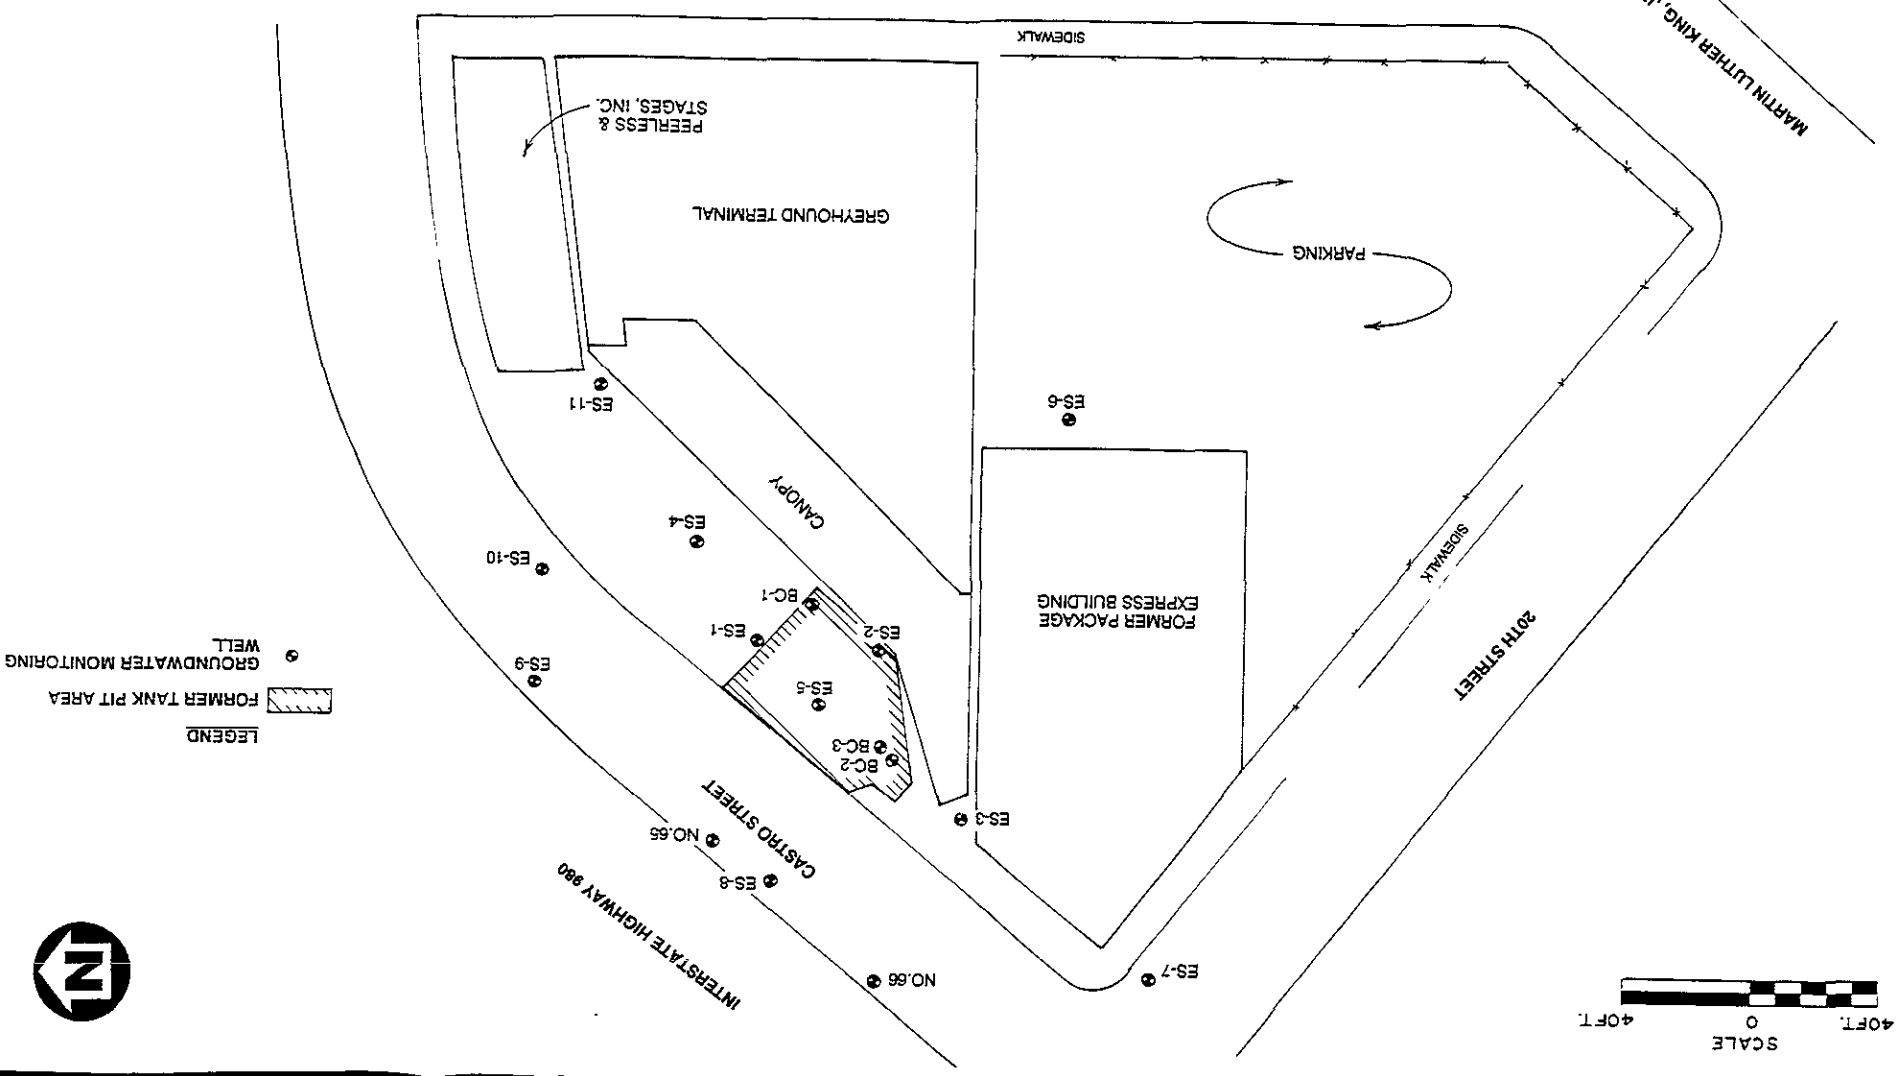 SCALE
40FT. 0 40FT.
ES-7
NO.66
N
INTERSTATE HIGHWAY 980
ES-8
NO.65
CASTRO STREET
ES-3
BC-2
BC-3
ES-5
ES-2
ES-1
BC-1
LEGEND
FORMER TANK PIT AREA
GROUNDWATER MONITORING
WELL
ES-9
ES-10
20TH STREET
FORMER PACKAGE
EXPRESS BUILDING
SIDEWALK
CANOPY
ES-4
ES-6
ES-11
PARKING
GREYHOUND TERMINAL
PEERLESS &
STAGES, INC.
MARTIN LUTHER KING,
SIDEWALK